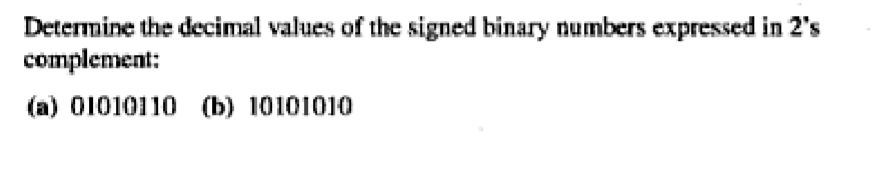 Determine the decimal values of the signed binary numbers expressed in 2's
complement:
(a) 01010110 (b) 10101010